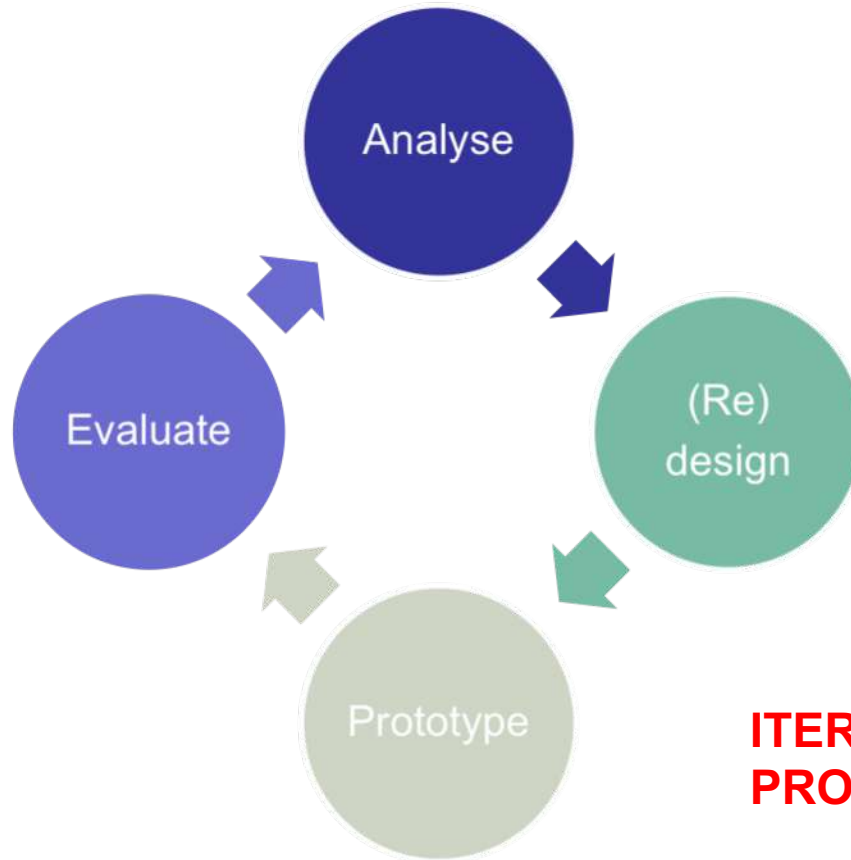 Analyse
(Re)
design
Evaluate
Prototype
ITER
PRO